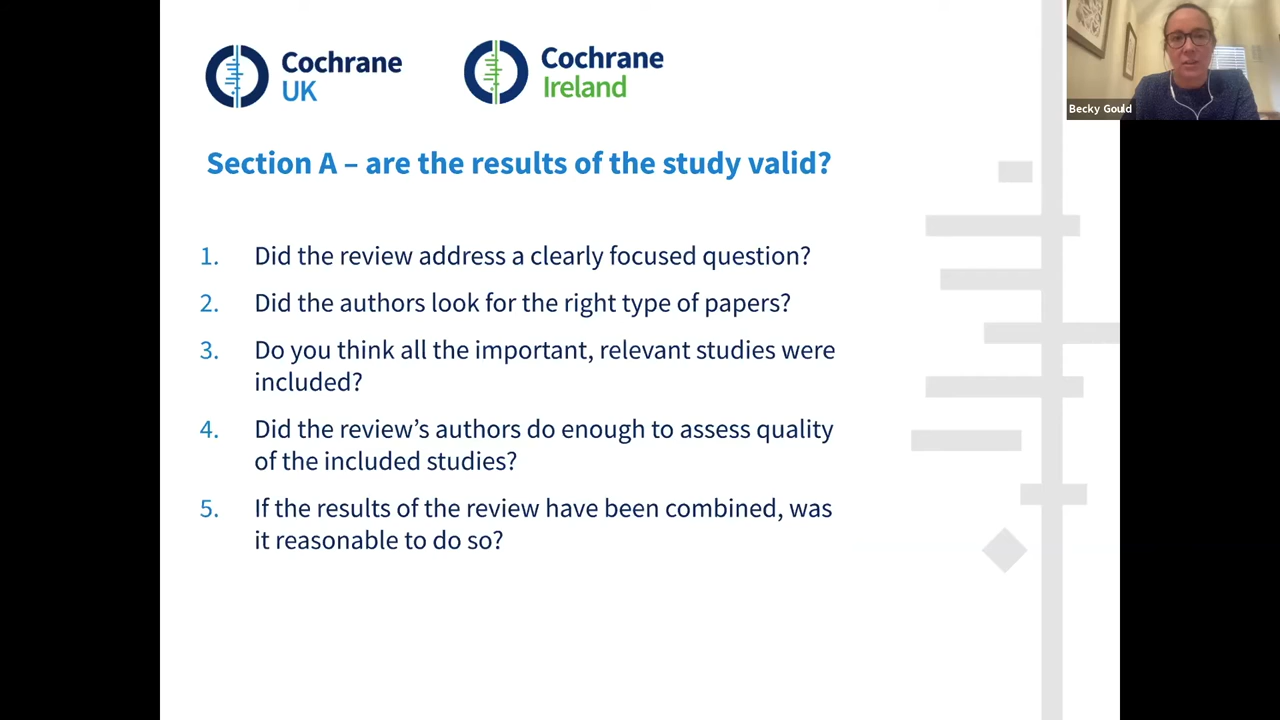 Cochrane
UK
Cochrane
Ireland
Becky Gould
Section A – are the results of the study valid?
1. Did the review address a clearly focused question?
2. Did the authors look for the right type of papers?
3. Do you think all the important, relevant studies were
included?
4. Did the review’s authors do enough to assess quality
of the included studies?
5. If the results of the review have been combined, was
it reasonable to do so?